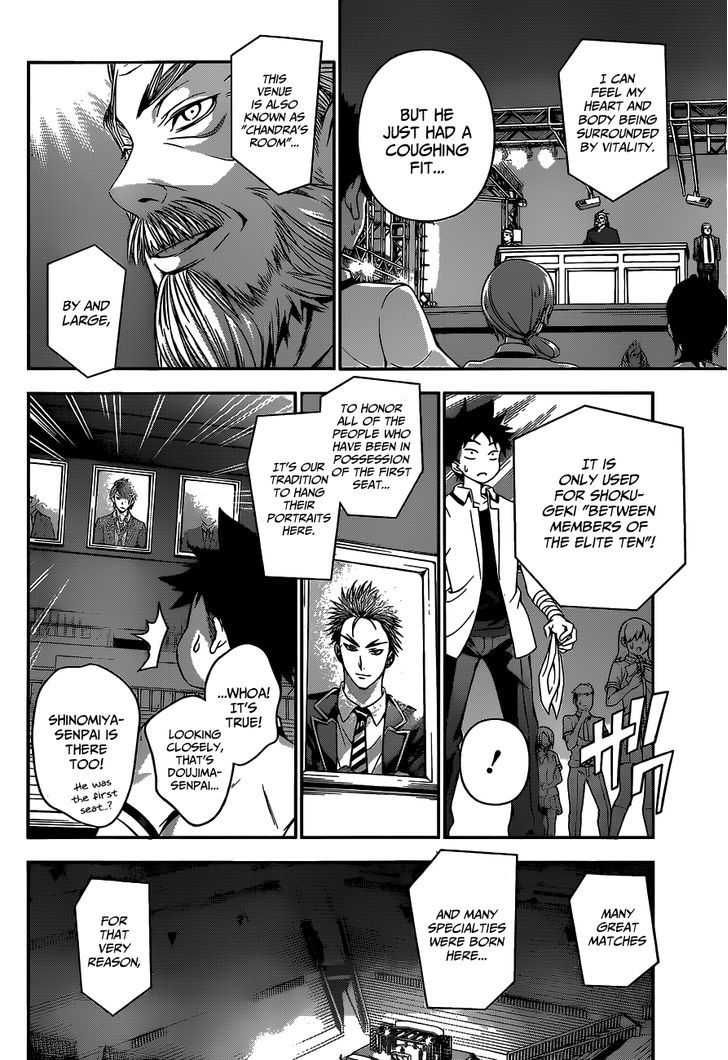 I CAN
FEEL MY
HEART AND
BODY BEING
SURROUNDED
BY VITALITY.
BUT HE
JUST HAD A
COUGHING
FIT...
THIS
VENUE
IS ALSO
KNOWN AS
"CHANDRA'S
ROOM"...
BY AND
LARGE,
IT IS
ONLY USED
FOR SHOKU-
GEKI "BETWEEN
MEMBERS OF
THE ELITE TEN"!
!
ザワ
TO HONOR
ALL OF THE
PEOPLE WHO
HAVE BEEN IN
POSSESSION
OF THE FIRST
SEAT...
IT'S OUR
TRADITION
TO HANG
THEIR
PORTRAITS
HERE.
...WHOA!
IT'S
TRUE!
LOOKING
CLOSELY,
THAT'S
DOUJIMA-
SENPAI...
SHINOMIYA-
SENPAI IS
THERE
TOO!
He was
the first
seat...?
MANY
GREAT
MATCHES
AND MANY
SPECIALTIES
WERE BORN
HERE...
FOR
THAT
VERY
REASON,